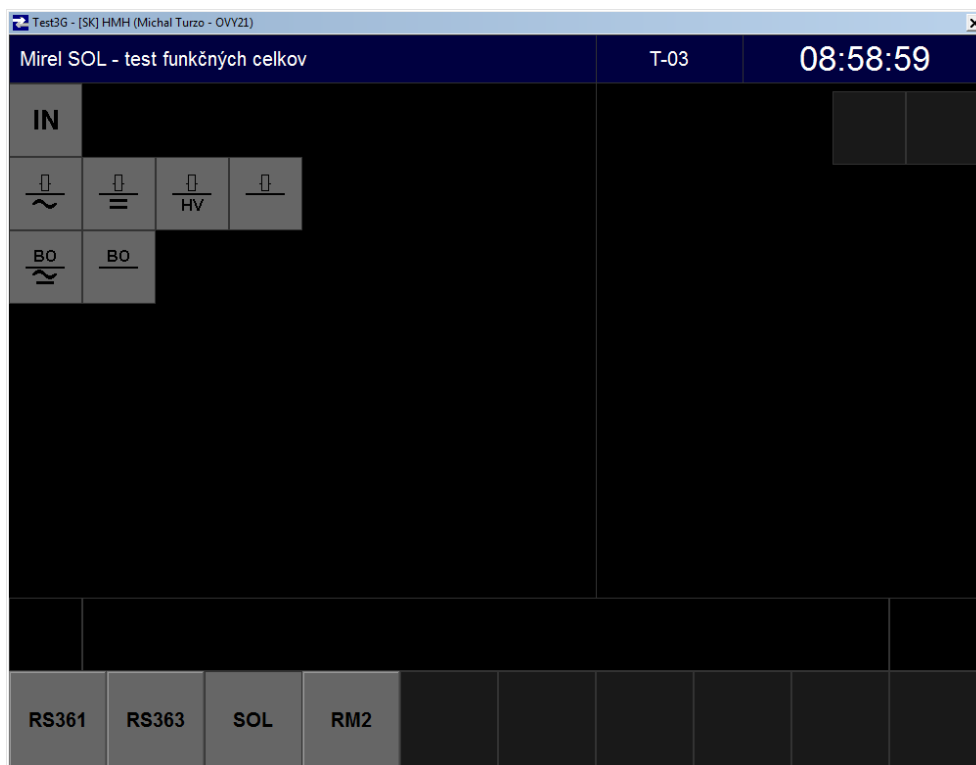 Test3G - [SK] HMH (Michal Turzo - OVY21)
Mirel SOL - test funkčných celkov T-03 08:58:59
IN
HV
BO BO
RS361 RS363 SOL RM2